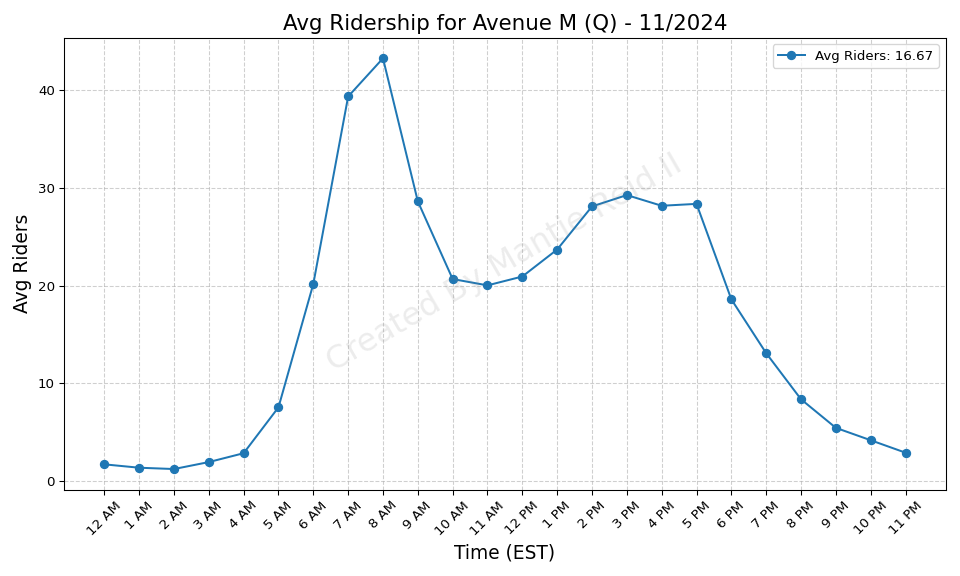 Avg Ridership for Avenue M (Q) - 11/2024
Avg Riders: 16.67
Avg Riders
40
30
20
10
0
Created By Mantie Reid II
12 AM
1 AM
2 AM
3 AM
4 AM
5 AM
6 AM
7 AM
8 AM
9 AM
10 AM
11 AM
12 PM
1 PM
2 PM
3 PM
4 PM
5 PM
6 PM
7 PM
8 PM
9 PM
10 PM
11 PM
Time (EST)